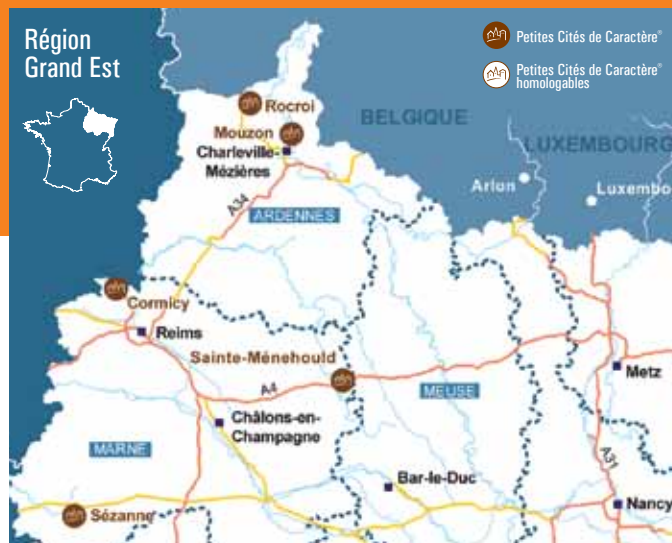 Région
Grand Est
Petites Cités de Caractère®
Petites Cités de Caractère®
homologables
Rocroi
Mouzon
Charleville-
Mézières
BELGIQUE
LUXEMBOURG
Arlon
Luxembo
A34
ARDENNES
Cormicy
Reims
Sainte-Ménehould
A4
MEUSE
Metz
Châlons-en-
Champagne
MARNE
Bar-le-Duc
A31
Sézanne
Nancy